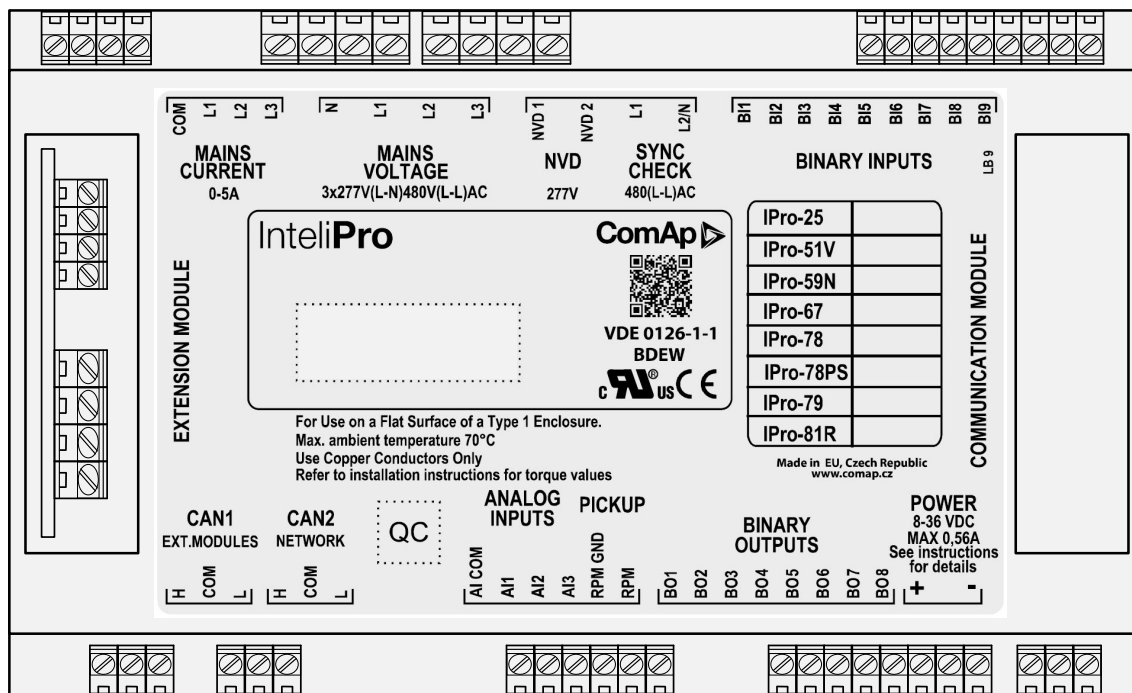 COM L1 L2 L3
MAINS
CURRENT
0-5A
N L1 L2 L3
MAINS
VOLTAGE
3x277V(L-N)480V(L-L)AC
NVD 1 NVD 2 L1 L2/N
NVD
277V
SYNC
CHECK
480(L-L)AC
BI1 BI2 BI3 BI4 BI5 BI6 BI7 BI8 BI9
BINARY INPUTS
LB 9
EXTENSION MODULE
InteliPro
ComAp
VDE 0126-1-1
BDEW
C RU ® US CE
IPro-25
IPro-51V
IPro-59N
IPro-67
IPro-78
IPro-78PS
IPro-79
IPro-81R
COMMUNICATION MODULE
For Use on a Flat Surface of a Type 1 Enclosure.
Max. ambient temperature 70°C
Use Copper Conductors Only
Refer to installation instructions for torque values
Made in EU, Czech Republic
www.comap.cz
CAN1
EXT.MODULES
H COM L
CAN2
NETWORK
H COM L
QC
ANALOG
INPUTS
PICKUP
AI COM AI1 AI2 AI3 RPM GND RPM
BINARY
OUTPUTS
BO1 BO2 BO3 BO4 BO5 BO6 BO7 BO8
POWER
8-36 VDC
MAX 0,56A
See instructions
for details
+ -